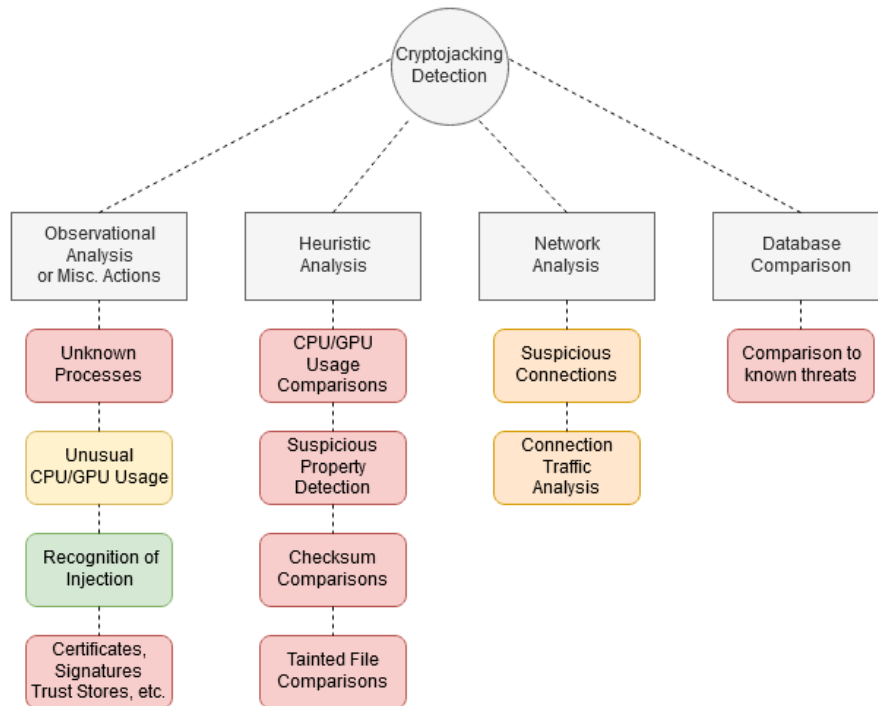 Cryptojacking
Detection
Observational
Analysis
or Misc. Actions
Heuristic
Analysis
Network
Analysis
Database
Comparison
Unknown
Processes
CPU/GPU
Usage
Comparisons
Suspicious
Connections
Comparison to
known threats
Unusual
CPU/GPU Usage
Suspicious
Property
Detection
Connection
Traffic
Analysis
Recognition of
Injection
Checksum
Comparisons
Certificates,
Signatures
Trust Stores, etc.
Tainted File
Comparisons